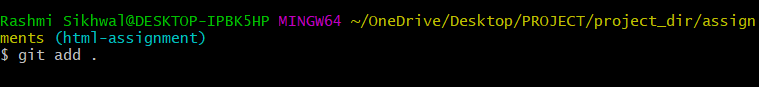 Rashmi Sikhwal@DESKTOP-IPBK5HP MINGW64 ~/OneDrive/Desktop/PROJECT/project_dir/assign
ments (html-assignment)
$ git add .